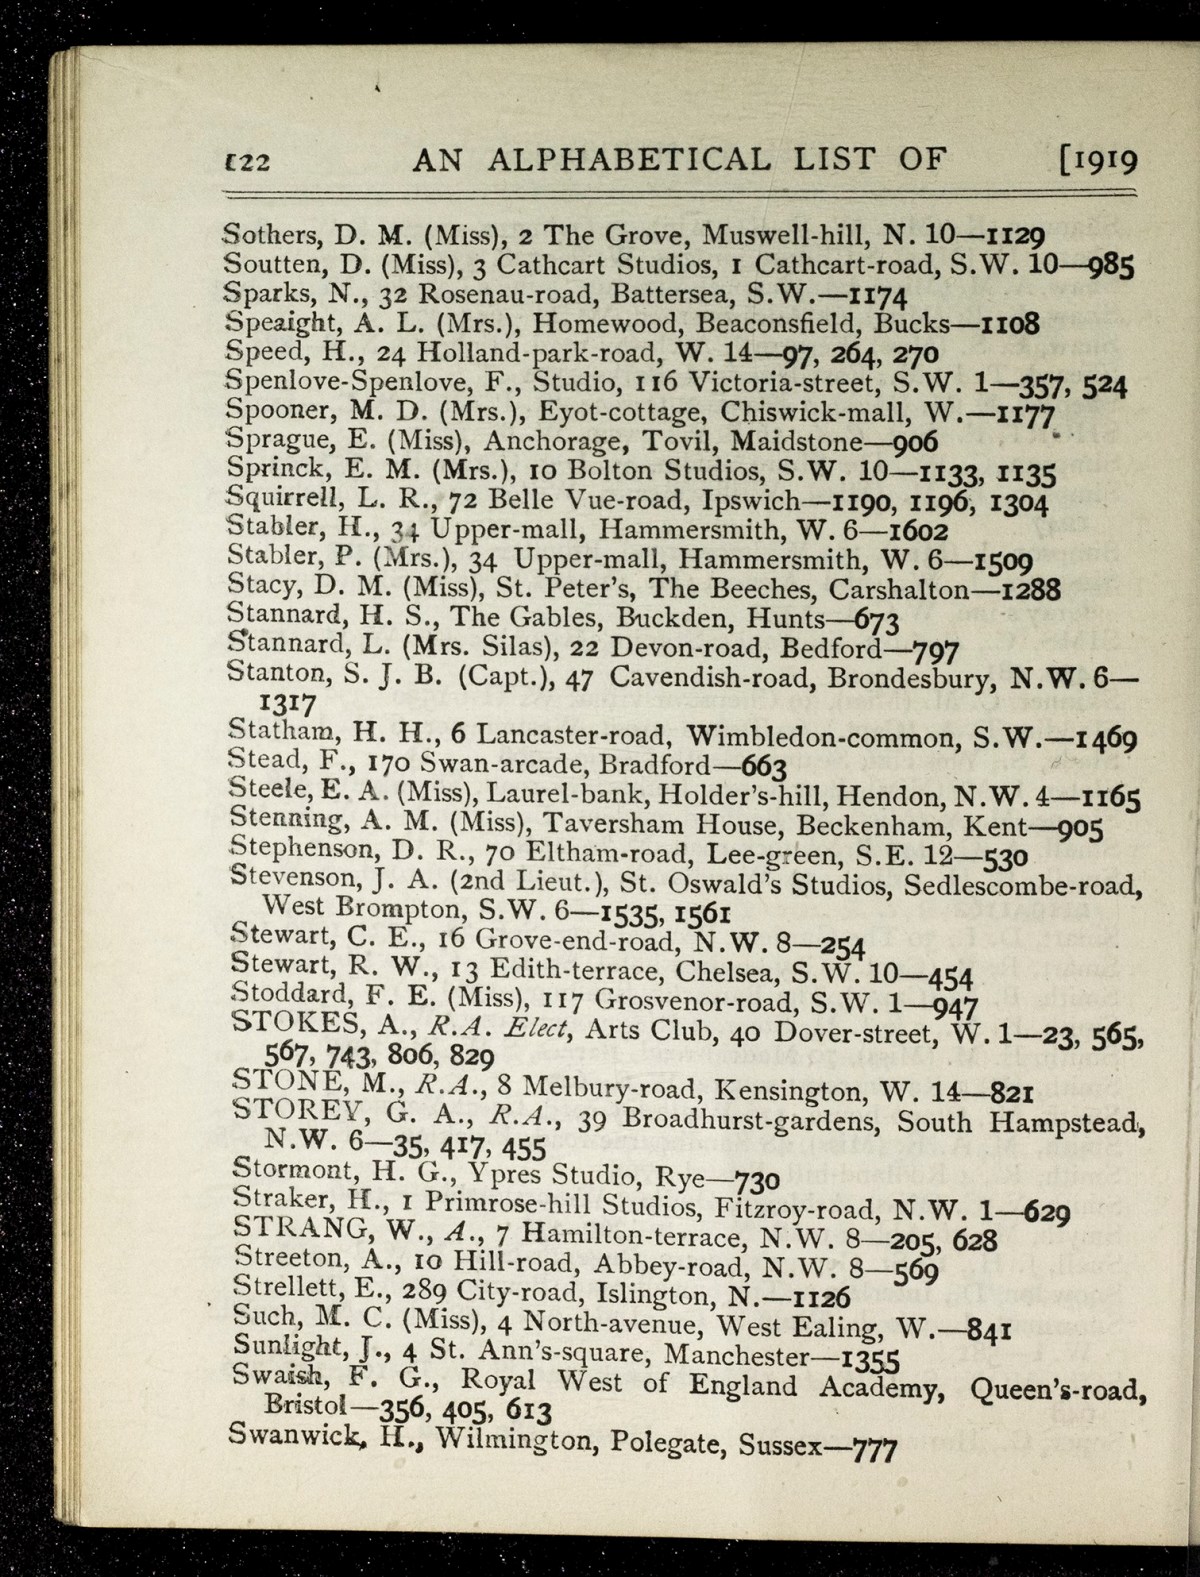 122 AN ALPHABETICAL LIST OF [1919
Sothers, D. M. (Miss), 2 The Grove, Muswell-hill, N. 10—1129
Soutten, D. (Miss), 3 Cathcart Studios, 1 Cathcart-road, S.W. 10—985
Sparks, N., 32 Rosenau-road, Battersea, S.W.—1174
Speaight, A. L. (Mrs.), Homewood, Beaconsfield, Bucks—1108
Speed, H., 24 Holland-park-road, W. 14—97, 264, 270
Spenlove-Spenlove, F., Studio, 116 Victoria-street, S.W. 1—357, 524
Spooner, M. D. (Mrs.), Eyot-cottage, Chiswick-mall, W.—1177
Sprague, E. (Miss), Anchorage, Tovil, Maidstone—906
Sprinck, E. M. (Mrs.), 10 Bolton Studios, S.W. 10—1133, 1135
Squirrell, L. R., 72 Belle Vue-road, Ipswich—1190, 1196, 1304
Stabler, H., 34 Upper-mall, Hammersmith, W. 6—1602
Stabler, P. (Mrs.), 34 Upper-mall, Hammersmith, W. 6—1509
Stacy, D. M. (Miss), St. Peter's, The Beeches, Carshalton—1288
Stannard, H. S., The Gables, Buckden, Hunts—673
Stannard, L. (Mrs. Silas), 22 Devon-road, Bedford—797
Stanton, S. J. B. (Capt.), 47 Cavendish-road, Brondesbury, N.W. 6—
1317
Statham, H. H., 6 Lancaster-road, Wimbledon-common, S.W.—1469
Stead, F., 170 Swan-arcade, Bradford—663
Steele, E. A. (Miss), Laurel-bank, Holder's-hill, Hendon, N.W. 4—1165
Stenning, A. M. (Miss), Taversham House, Beckenham, Kent—905
Stephenson, D. R., 70 Eltham-road, Lee-green, S.E. 12—530
Stevenson, J. A. (2nd Lieut.), St. Oswald's Studios, Sedlescombe-road,
West Brompton, S.W. 6—1535, 1561
Stewart, C. E., 16 Grove-end-road, N.W. 8—254
Stewart, R. W., 13 Edith-terrace, Chelsea, S.W. 10—454
Stoddard, F. E. (Miss), 117 Grosvenor-road, S.W. 1—947
STOKES, A., R.A. Elect, Arts Club, 40 Dover-street, W. 1—23, 565,
567, 743, 806, 829
STONE, M., R.A., 8 Melbury-road, Kensington, W. 14—821
STOREY, G. A., R.A., 39 Broadhurst-gardens, South Hampstead,
N.W. 6—35, 417, 455
Stormont, H. G., Ypres Studio, Rye—730
Straker, H., 1 Primrose-hill Studios, Fitzroy-road, N.W. 1—629
STRANG, W., A., 7 Hamilton-terrace, N.W. 8—205, 628
Streeton, A., 10 Hill-road, Abbey-road, N.W. 8—569
Strellett, E., 289 City-road, Islington, N.—1126
Such, M. C. (Miss), 4 North-avenue, West Ealing, W.—841
Sunlight, J., 4 St. Ann's-square, Manchester—1355
Swaish, F. G., Royal West of England Academy, Queen's-road,
Bristol—356, 405, 613
Swanwick, H., Wilmington, Polegate, Sussex—777